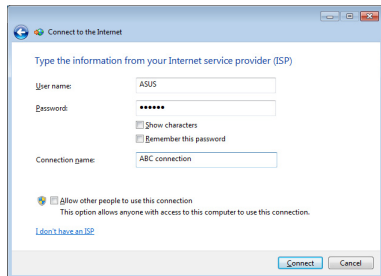 Connect to the Internet
Type the information from your Internet service provider (ISP)
User name: ASUS
Password: ••••••
Show characters
Remember this password
Connection name: ABC connection
Allow other people to use this connection
This option allows anyone with access to this computer to use this connection.
I don't have an ISP
Connect Cancel